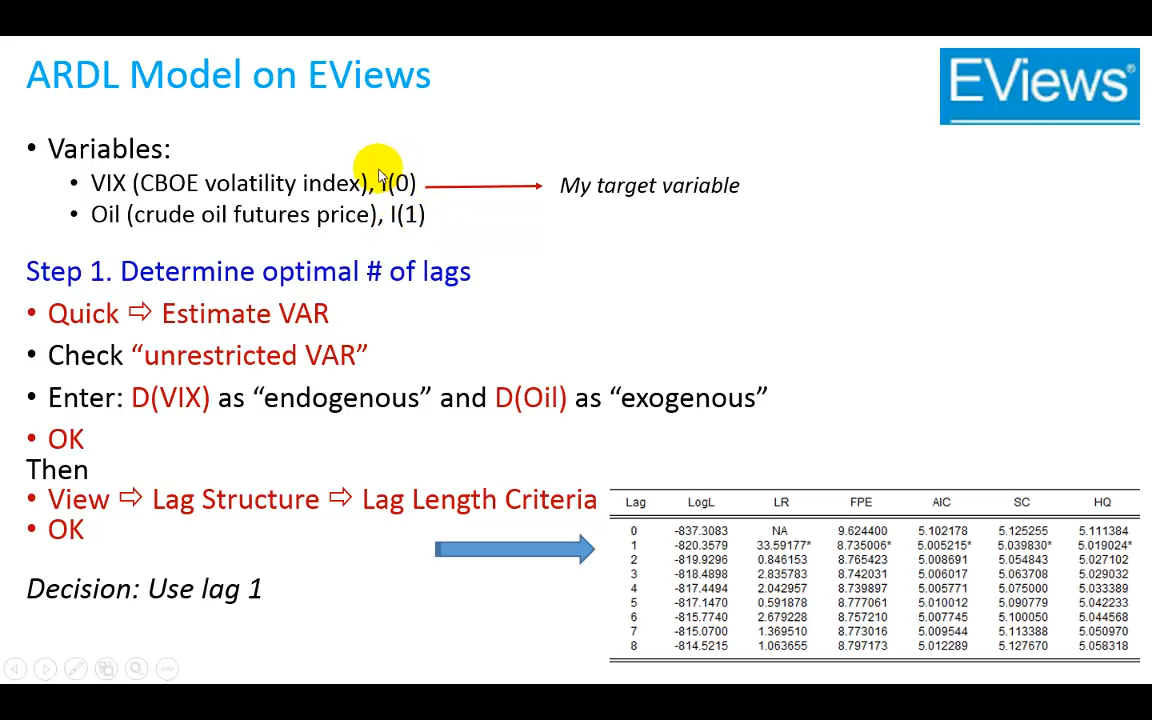 ARDL Model on EViews
EViews®
• Variables:
• VIX (CBOE volatility index), I(0)
My target variable
• Oil (crude oil futures price), I(1)
Step 1. Determine optimal # of lags
• Quick ⇨ Estimate VAR
• Check “unrestricted VAR”
• Enter: D(VIX) as “endogenous” and D(Oil) as “exogenous”
• OK
Then
• View ⇨ Lag Structure ⇨ Lag Length Criteria
• OK
Decision: Use lag 1
Lag LogL LR FPE AIC SC HQ
0 -837.3083 NA 9.624400 5.102178 5.125255 5.111384
1 -820.3579 33.59177* 8.735006* 5.005215* 5.039830* 5.019024*
2 -819.9296 0.846153 8.765423 5.008691 5.054843 5.027102
3 -818.4898 2.835783 8.742031 5.006017 5.063708 5.029032
4 -817.4494 2.042957 8.739897 5.005771 5.075000 5.033389
5 -817.1470 0.591878 8.777061 5.010012 5.090779 5.042233
6 -815.7740 2.679228 8.757210 5.007745 5.100050 5.044568
7 -815.0700 1.369510 8.773016 5.009544 5.113388 5.050970
8 -814.5215 1.063655 8.797173 5.012289 5.127670 5.058318